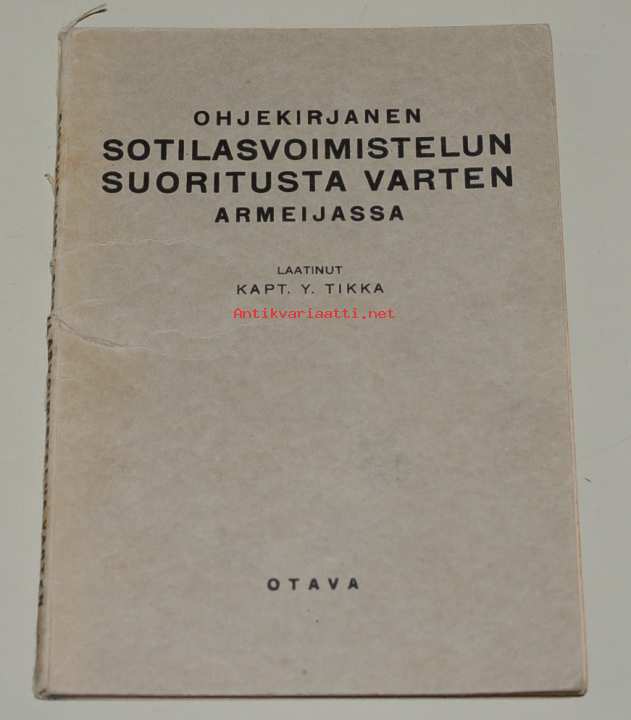 OHJEKIRJANEN
SOTILASVOIMISTELUN
SUORITUSTA VARTEN
ARMEIJASSA
LAATINUT
KAPT. Y. TIKKA
Antikvariaatti.net
OTAVA